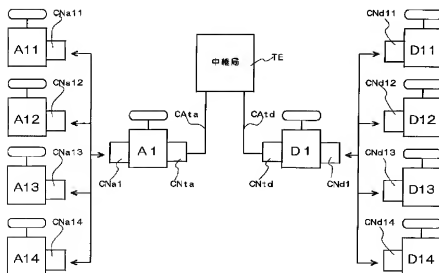 CNa11
A11
CNa12
A12
CNa13
A13
CNa14
A14
中継局
TE
CAta
CAtd
A1
D1
CNa1
CNta
CNtd
CNd1
CNd11
D11
CNd12
D12
CNd13
D13
CNd14
D14